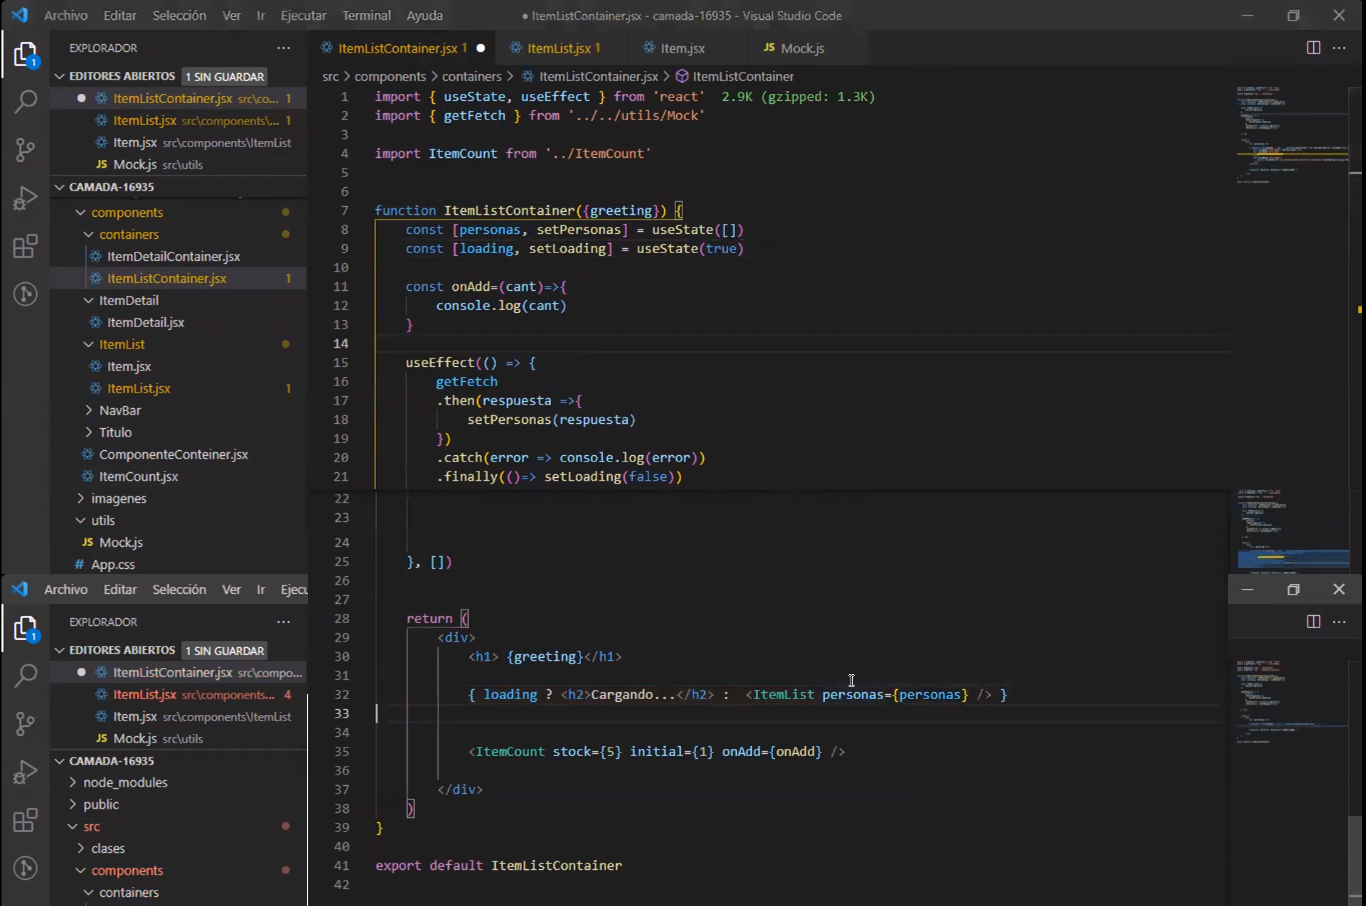 Archivo Editar Selección Ver Ir Ejecutar Terminal Ayuda
● ItemListContainer.jsx - camada-16935 - Visual Studio Code
EXPLORADOR ···
EDITORES ABIERTOS 1 SIN GUARDAR
ItemListContainer.jsx src\co... 1
ItemList.jsx src\components\... 1
Item.jsx src\components\ItemList
JS Mock.js src\utils
CAMADA-16935
components
containers
ItemDetailContainer.jsx
ItemListContainer.jsx 1
ItemDetail
ItemDetail.jsx
ItemList
Item.jsx
ItemList.jsx 1
NavBar
Titulo
ComponenteConteiner.jsx
ItemCount.jsx
imagenes
utils
JS Mock.js
# App.css
1
ItemListContainer.jsx 1 ● ItemList.jsx 1 Item.jsx JS Mock.js
src > components > containers > ItemListContainer.jsx > ItemListContainer
1 import { useState, useEffect } from 'react' 2.9K (gzipped: 1.3K)
2 import { getFetch } from '../../utils/Mock'
3
4 import ItemCount from '../ItemCount'
5
6
7 function ItemListContainer({greeting}) {
8 const [personas, setPersonas] = useState([])
9 const [loading, setLoading] = useState(true)
10
11 const onAdd=(cant)=>{
12 console.log(cant)
13 }
14
15 useEffect(() => {
16 getFetch
17 .then(respuesta =>{
18 setPersonas(respuesta)
19 })
20 .catch(error => console.log(error))
21 .finally(()=> setLoading(false))
22
23
24
25 }, [])
26
27
28 return (
29 <div>
30 <h1> {greeting}</h1>
31
32 { loading ? <h2>Cargando...</h2> : <ItemList personas={personas} /> }
33
34
35 <ItemCount stock={5} initial={1} onAdd={onAdd} />
36
37 </div>
38 )
39 }
40
41 export default ItemListContainer
42
Archivo Editar Selección Ver Ir Ejecu
EXPLORADOR ···
EDITORES ABIERTOS 1 SIN GUARDAR
ItemListContainer.jsx src\compo...
ItemList.jsx src\components... 4
Item.jsx src\components\ItemList
JS Mock.js src\utils
CAMADA-16935
node_modules
public
src
clases
components
containers
1